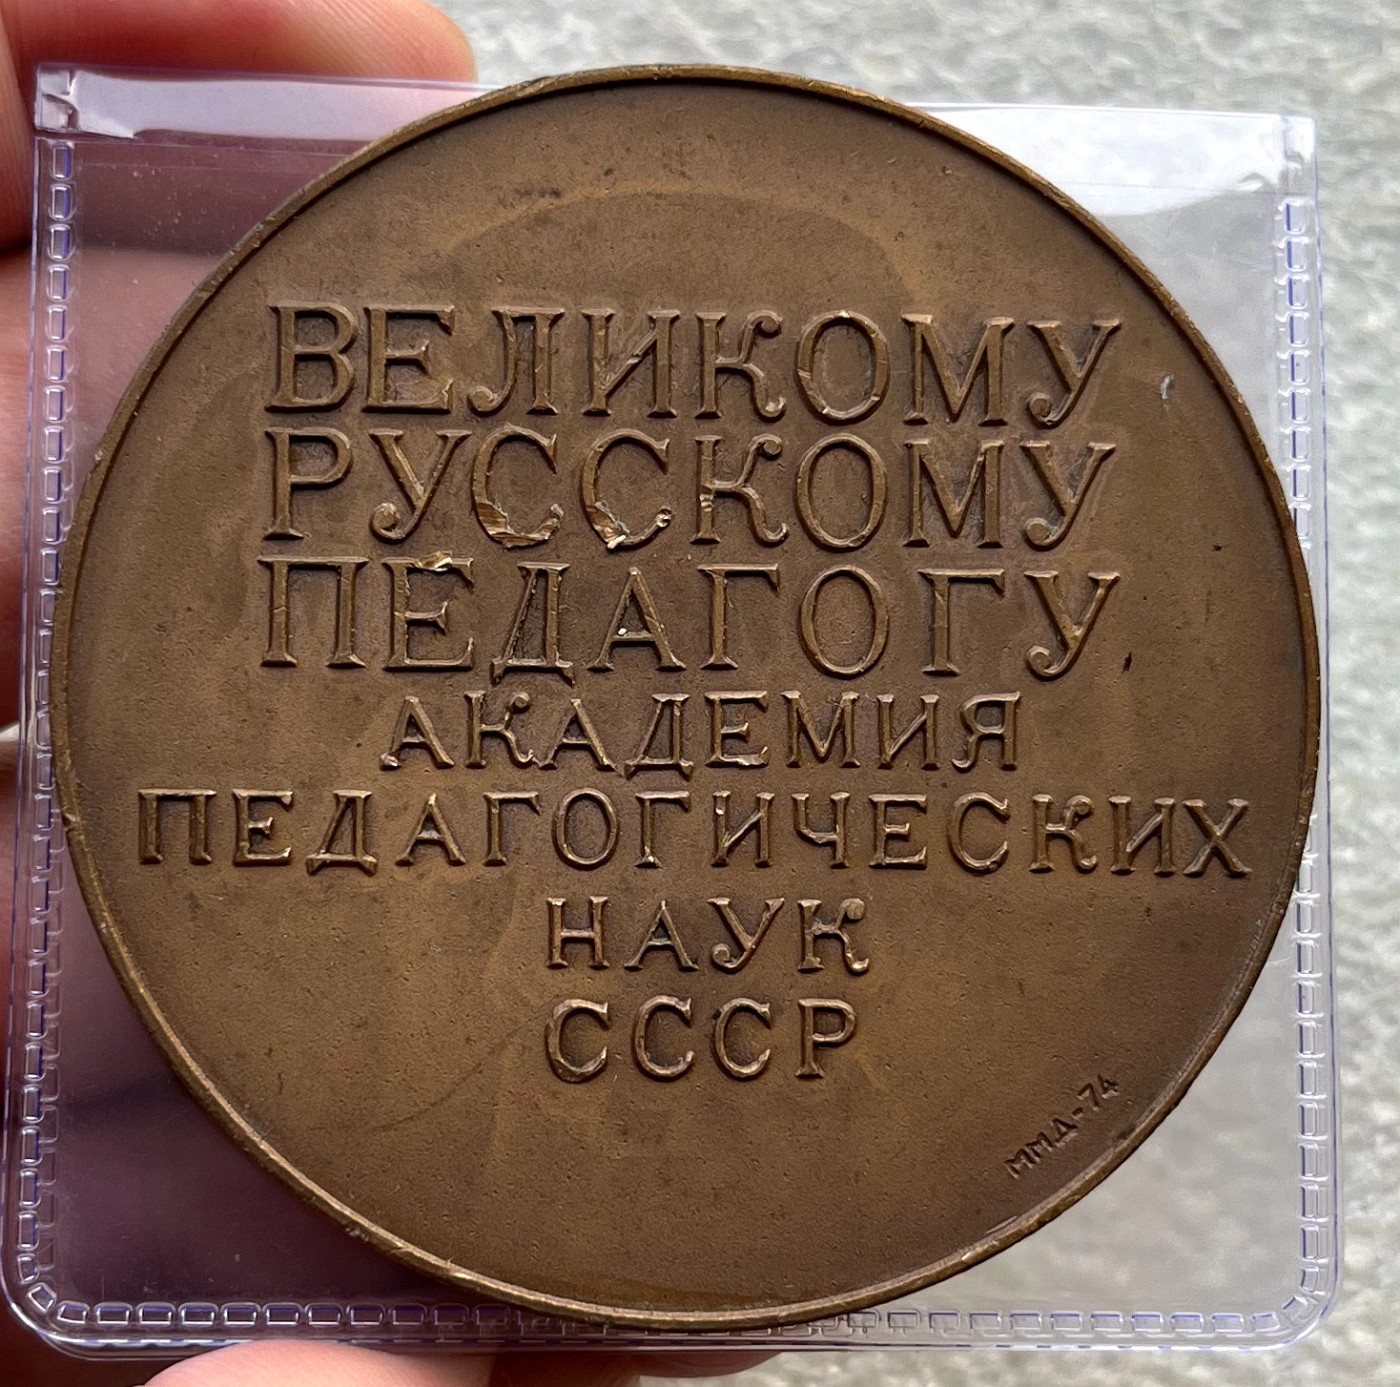 ВЕЛИКОМУ
РУССКОМУ
ПЕДАГОГУ
АКАДЕМИЯ
ПЕДАГОГИЧЕСКИХ
НАУК
СССР
ММД-74